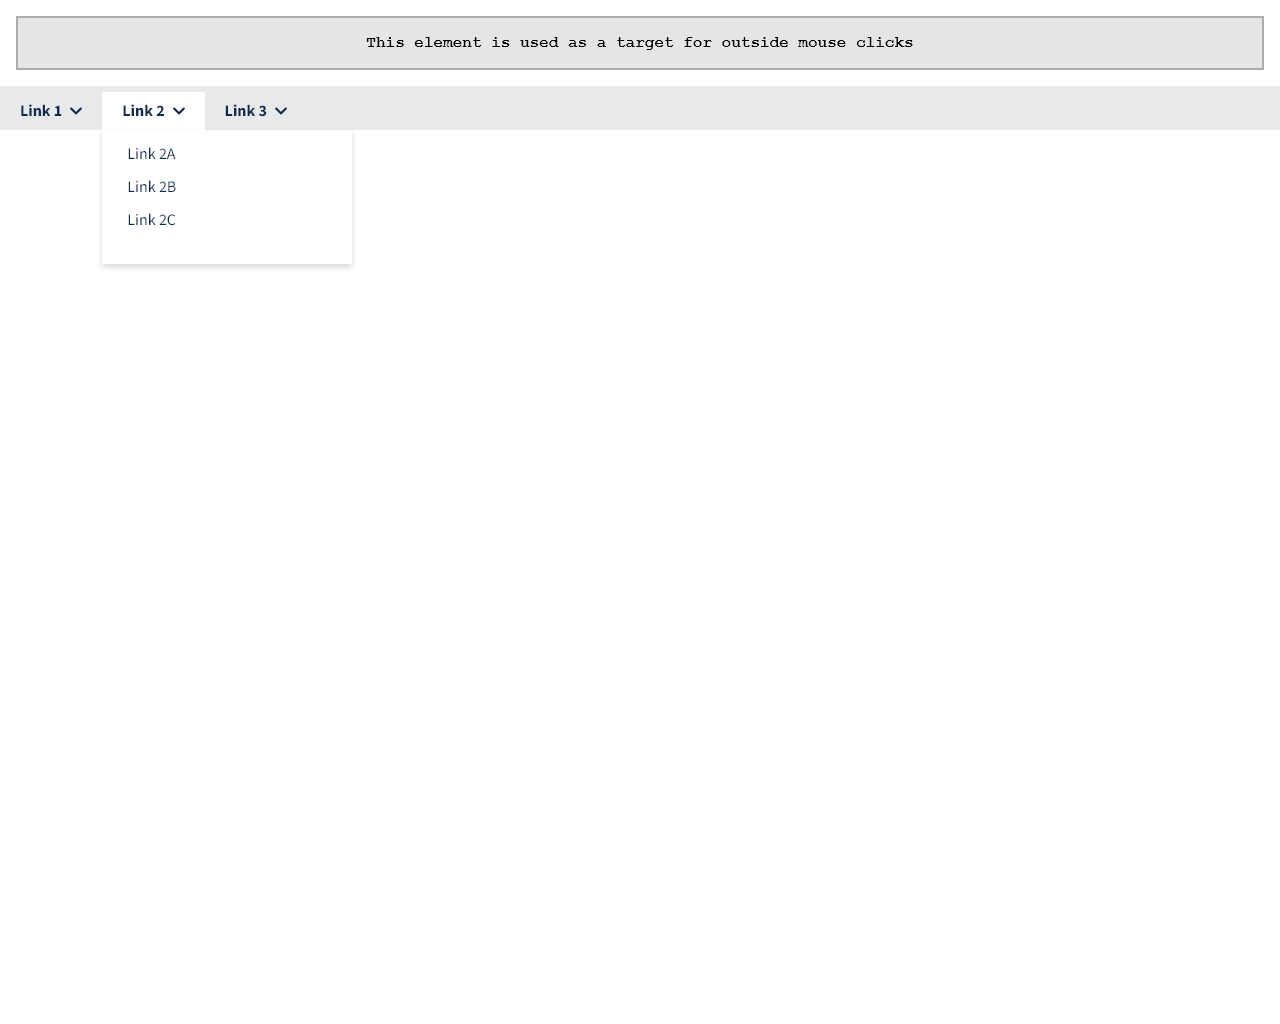 This element is used as a target for outside mouse clicks
Link 1 Link 2 Link 3
Link 2A
Link 2B
Link 2C